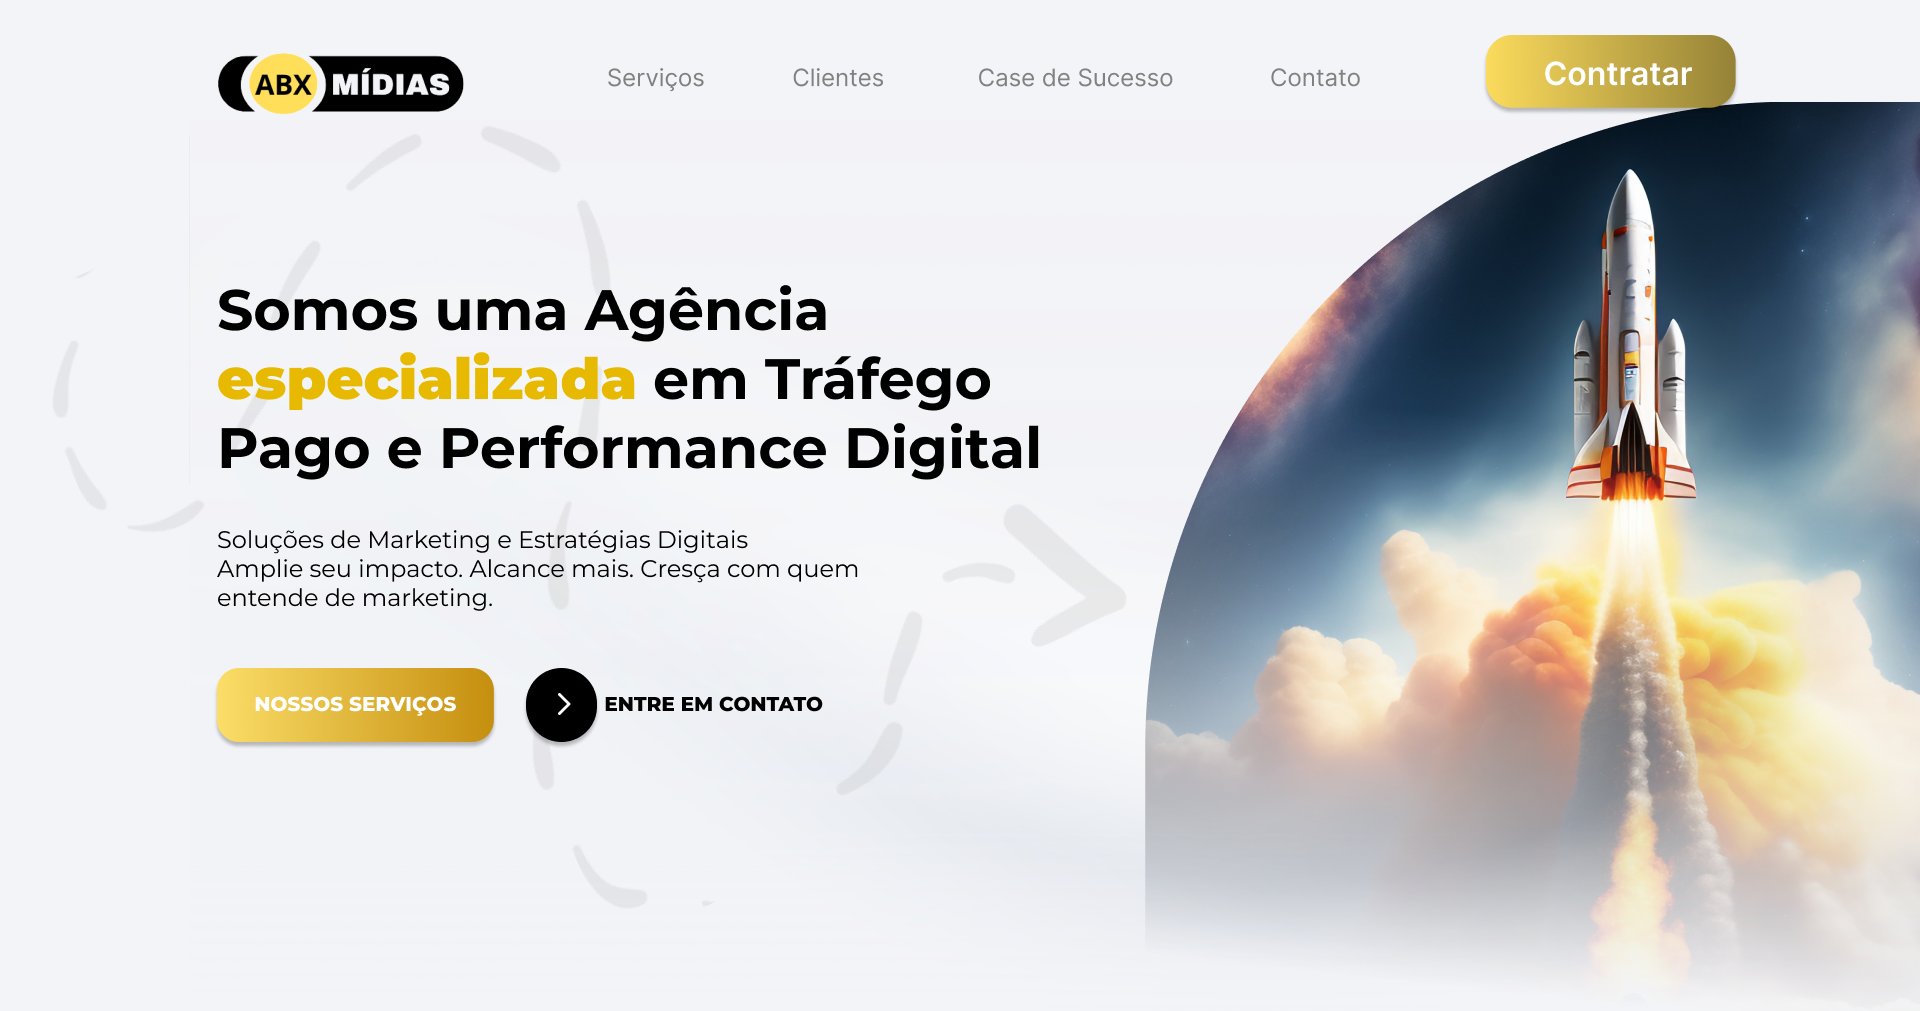 ABX MÍDIAS
Serviços
Clientes
Case de Sucesso
Contato
Contratar
Somos uma Agência
especializada em Tráfego
Pago e Performance Digital
Soluções de Marketing e Estratégias Digitais
Amplie seu impacto. Alcance mais. Cresça com quem
entende de marketing.
NOSSOS SERVIÇOS
ENTRE EM CONTATO